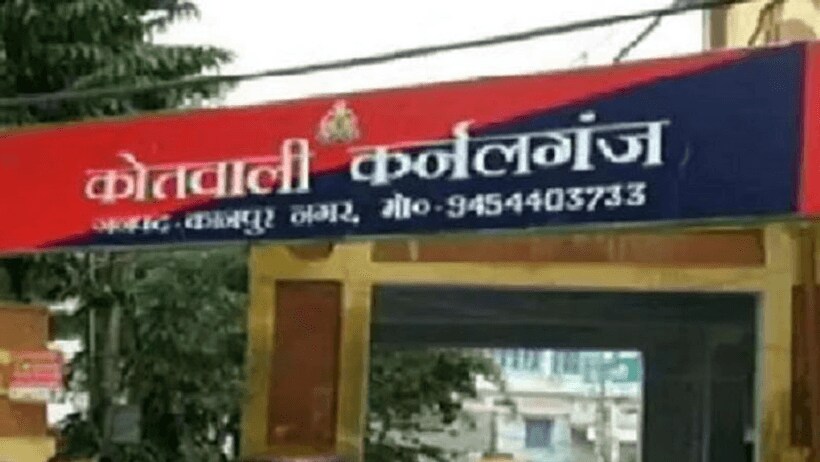 कोतवाली कर्नलगंज
जनपद-कानपुर नगर, मो०-9454403733